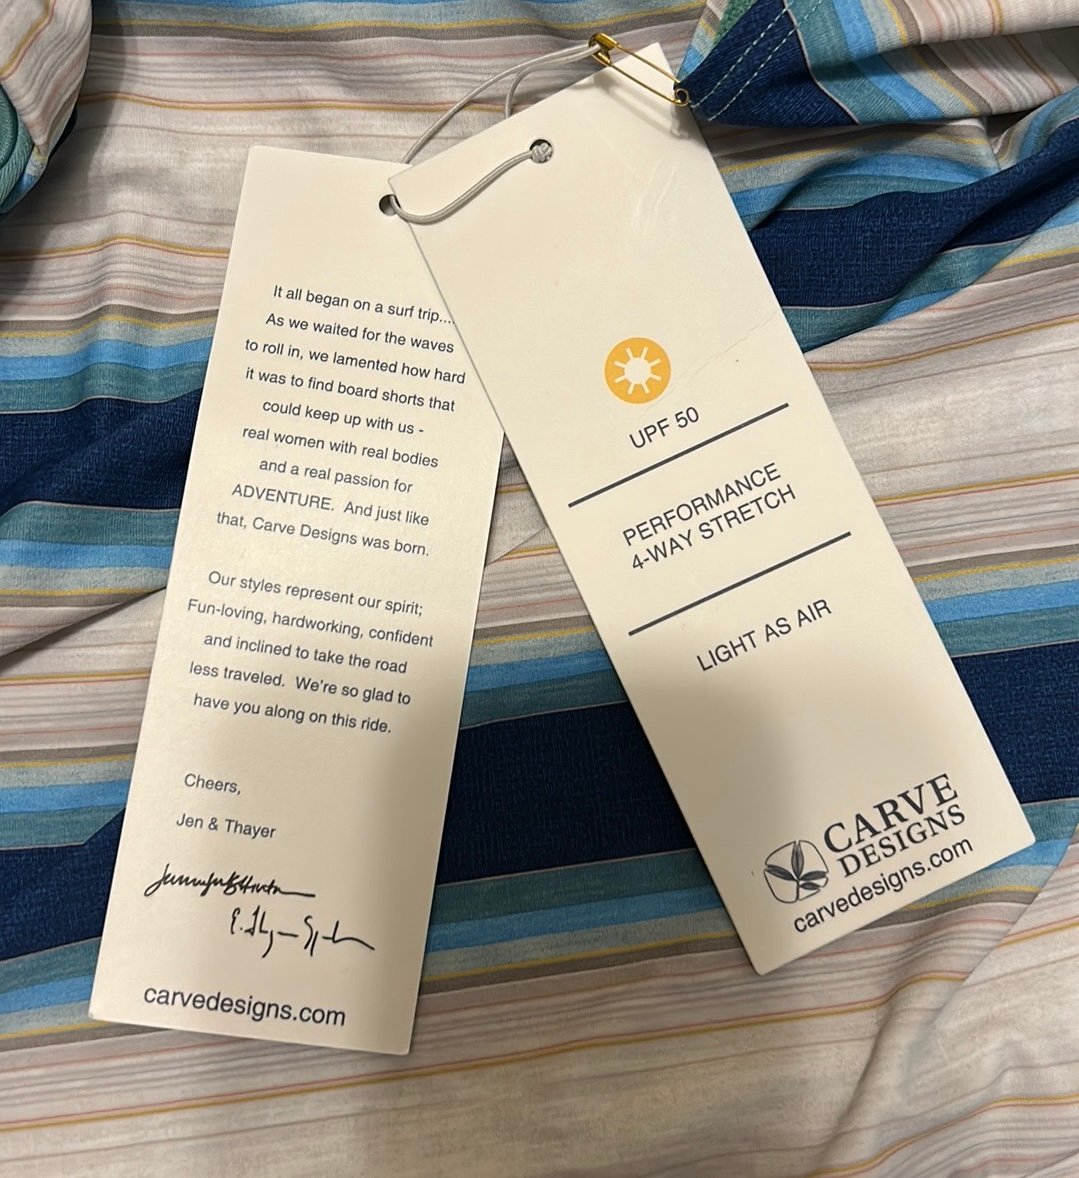 It all began on a surf trip....
As we waited for the waves
to roll in, we lamented how hard
it was to find board shorts that
could keep up with us -
real women with real bodies
and a real passion for
ADVENTURE. And just like
that, Carve Designs was born.
Our styles represent our spirit;
Fun-loving, hardworking, confident
and inclined to take the road
less traveled. We're so glad to
have you along on this ride.
Cheers,
Jen & Thayer
carvedesigns.com
UPF 50
PERFORMANCE
4-WAY STRETCH
LIGHT AS AIR
CARVE
DESIGNS
carvedesigns.com